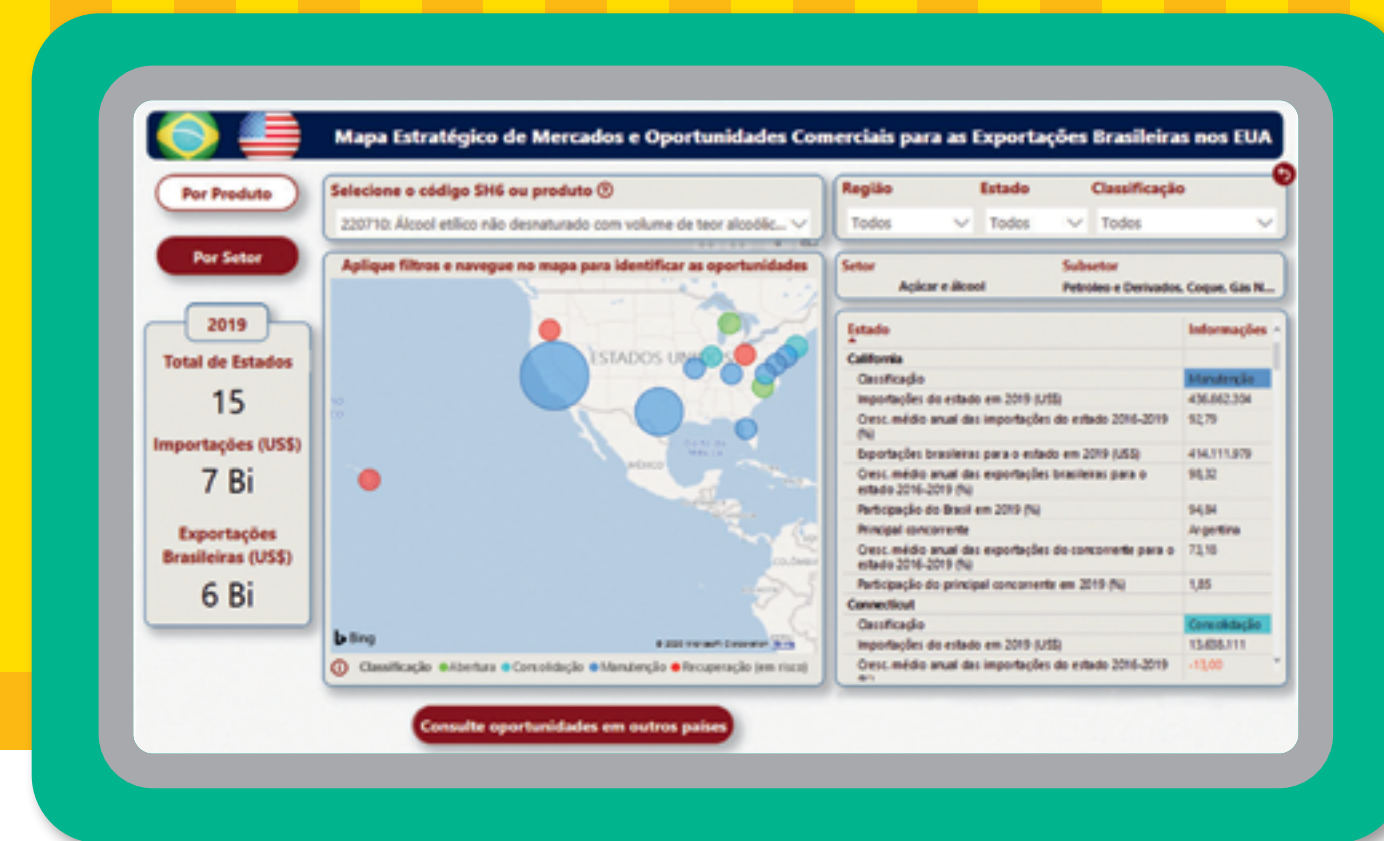 Mapa Estratégico de Mercados e Oportunidades Comerciais para as Exportações Brasileiras nos EUA
Por Produto
Por Setor
Selecione o código SH6 ou produto
220710: Álcool etílico não desnaturado com volume de teor alcoólic...
Região Estado Classificação
Todos Todos Todos
Aplique filtros e navegue no mapa para identificar as oportunidades
Setor Subsetor
Açúcar e álcool Petróleo e Derivados, Coque, Gás N...
2019
Total de Estados
15
Importações (US$)
7 Bi
Exportações
Brasileiras (US$)
6 Bi
ESTADOS UNIDOS
MÉXICO
Bing
Classificação Abertura Consolidação Manutenção Recuperação (em risco)
Estado Informações
California
Classificação Manutenção
Importações do estado em 2019 (US$) 436.662.304
Cresc. médio anual das importações do estado 2016-2019 92,79
(%)
Exportações brasileiras para o estado em 2019 (US$) 414.111.979
Cresc. médio anual das exportações brasileiras para o 98,32
estado 2016-2019 (%)
Participação do Brasil em 2019 (%) 94,84
Principal concorrente Argentina
Cresc. médio anual das exportações do concorrente para o
estado 2016-2019 (%)
Participação do principal concorrente em 2019 (%) 1,85
Connecticut
Classificação Consolidação
Importações do estado em 2019 (US$)
Cresc. médio anual das importações do estado 2016-2019 -13,00
Consulte oportunidades em outros países